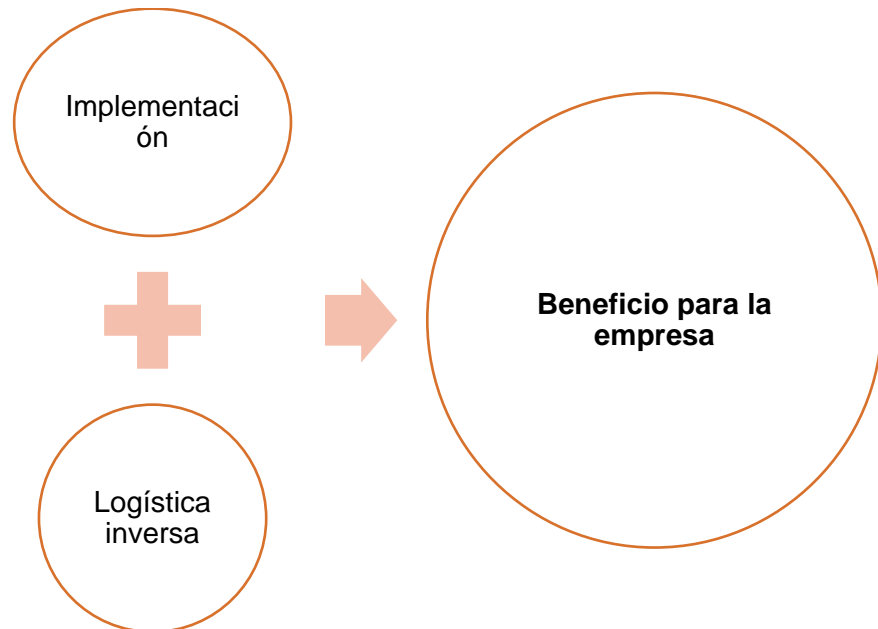 Implementaci
ón
Logística
inversa
Beneficio para la
empresa